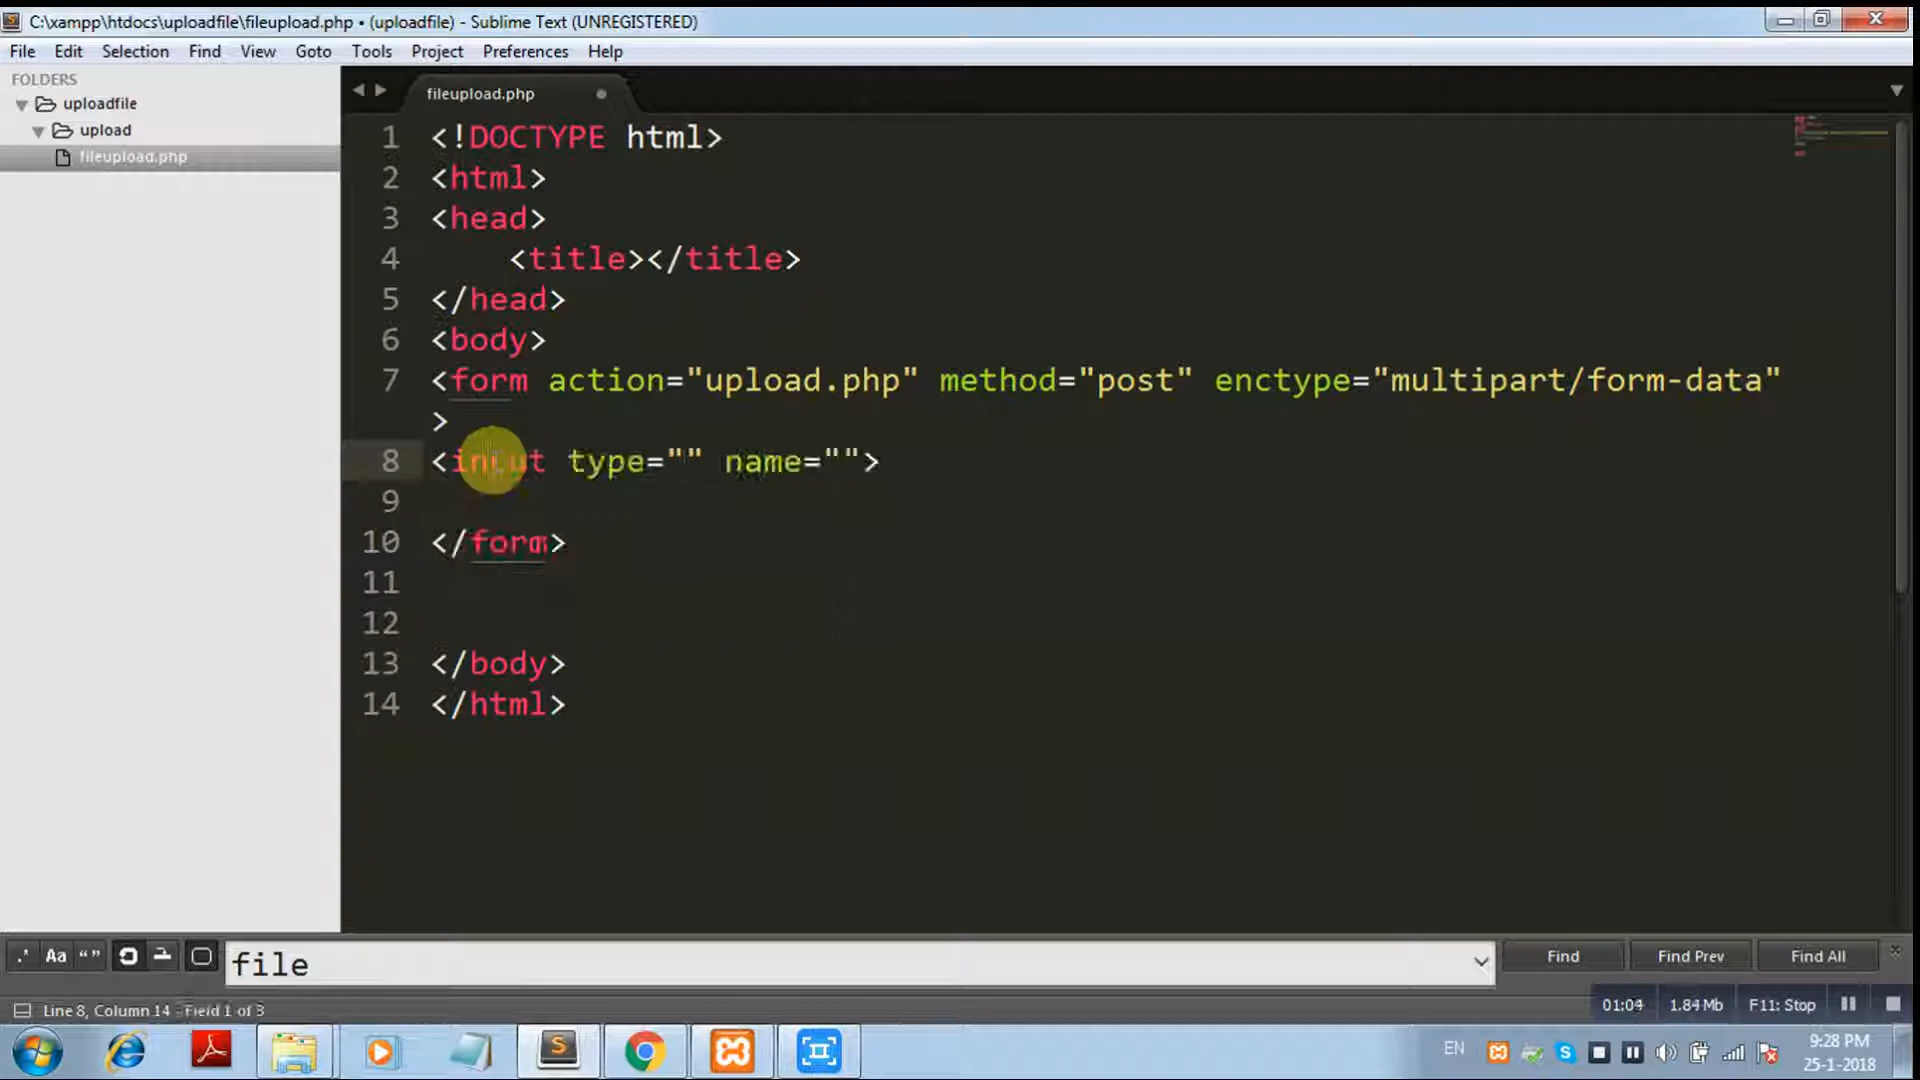 C:\xampp\htdocs\uploadfile\fileupload.php • (uploadfile) - Sublime Text (UNREGISTERED)
File Edit Selection Find View Goto Tools Project Preferences Help
FOLDERS
uploadfile
upload
fileupload.php
fileupload.php
1 <!DOCTYPE html>
2 <html>
3 <head>
4 <title></title>
5 </head>
6 <body>
7 <form action="upload.php" method="post" enctype="multipart/form-data"
>
8 <input type="" name="">
9
10 </form>
11
12
13 </body>
14 </html>
.* Aa “ ” file Find Find Prev Find All
Line 8, Column 14 - Field 1 of 3
01:04 1.84Mb F11: Stop
EN
9:28 PM
25-1-2018